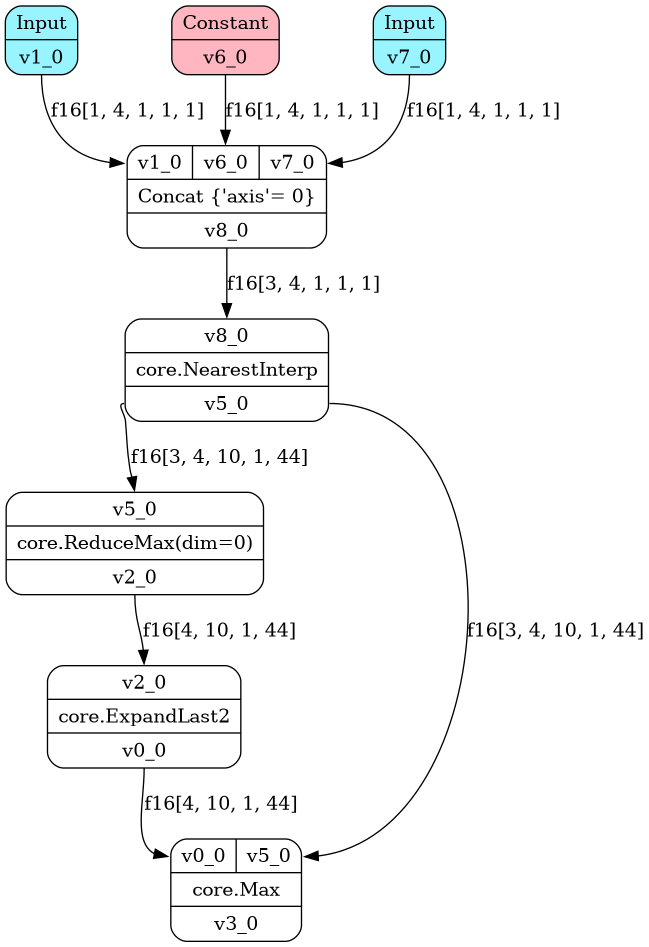 Input
v1_0
Constant
v6_0
Input
v7_0
f16[1, 4, 1, 1, 1]
f16[1, 4, 1, 1, 1]
f16[1, 4, 1, 1, 1]
v1_0 v6_0 v7_0
Concat {'axis'= 0}
v8_0
f16[3, 4, 1, 1, 1]
v8_0
core.NearestInterp
v5_0
f16[3, 4, 10, 1, 44]
v5_0
core.ReduceMax(dim=0)
v2_0
f16[4, 10, 1, 44]
f16[3, 4, 10, 1, 44]
v2_0
core.ExpandLast2
v0_0
f16[4, 10, 1, 44]
v0_0 v5_0
core.Max
v3_0